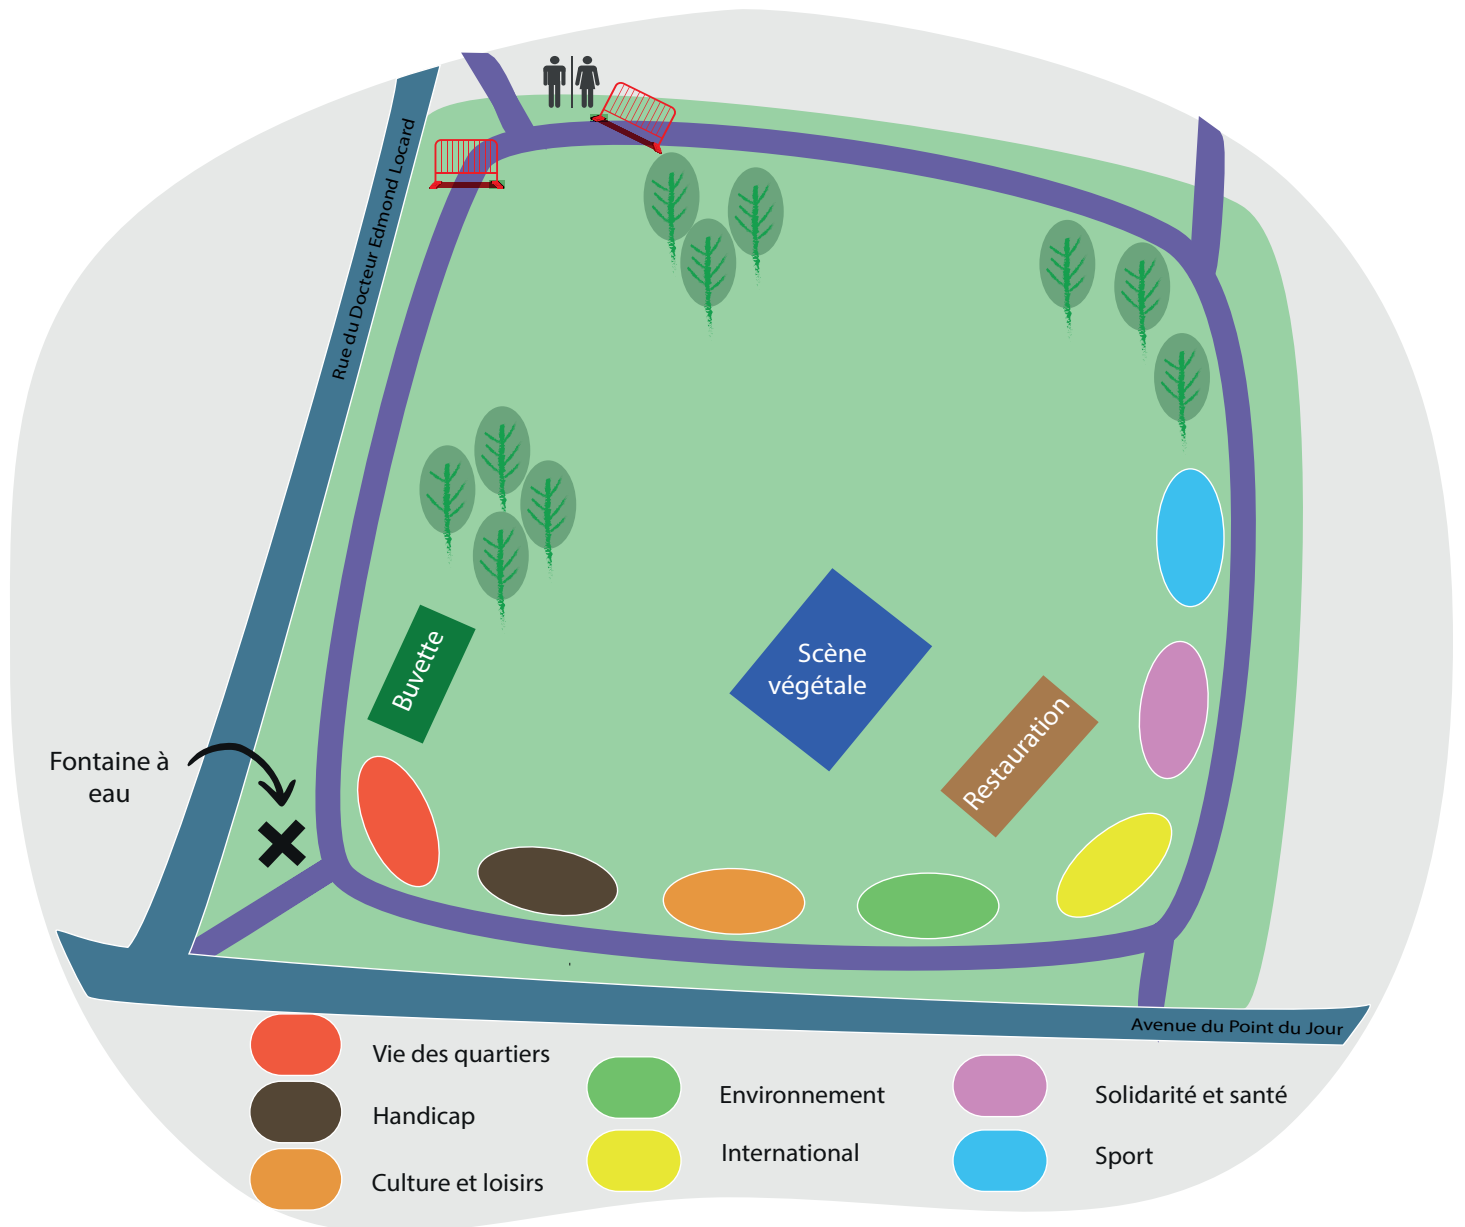 Rue du Docteur Edmond Locard
Buvette
Scène
végétale
Restauration
Fontaine à
eau
Avenue du Point du Jour
Vie des quartiers
Handicap
Culture et loisirs
Environnement
International
Solidarité et santé
Sport